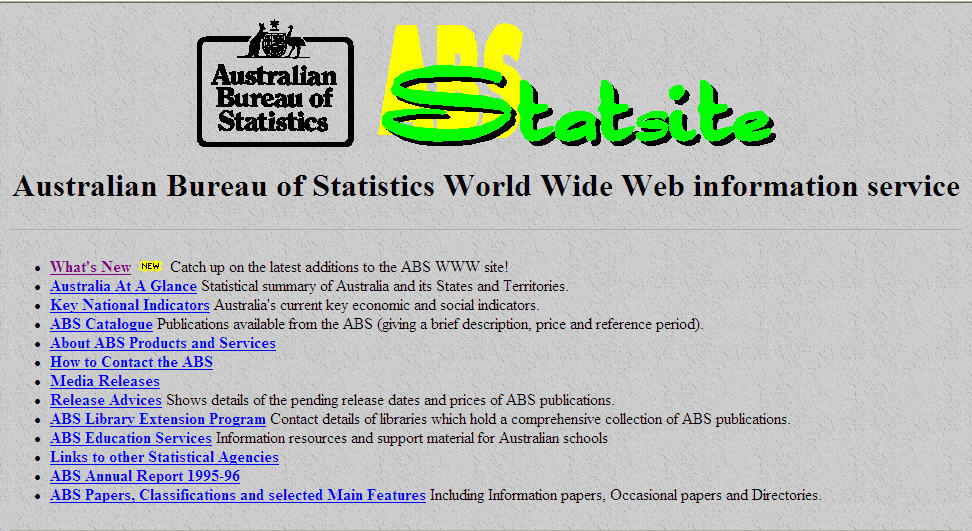 Australian
Bureau of
Statistics
ABS
Statsite
Australian Bureau of Statistics World Wide Web information service
What's New NEW Catch up on the latest additions to the ABS WWW site!
Australia At A Glance Statistical summary of Australia and its States and Territories.
Key National Indicators Australia's current key economic and social indicators.
ABS Catalogue Publications available from the ABS (giving a brief description, price and reference period).
About ABS Products and Services
How to Contact the ABS
Media Releases
Release Advices Shows details of the pending release dates and prices of ABS publications.
ABS Library Extension Program Contact details of libraries which hold a comprehensive collection of ABS publications.
ABS Education Services Information resources and support material for Australian schools
Links to other Statistical Agencies
ABS Annual Report 1995-96
ABS Papers, Classifications and selected Main Features Including Information papers, Occasional papers and Directories.